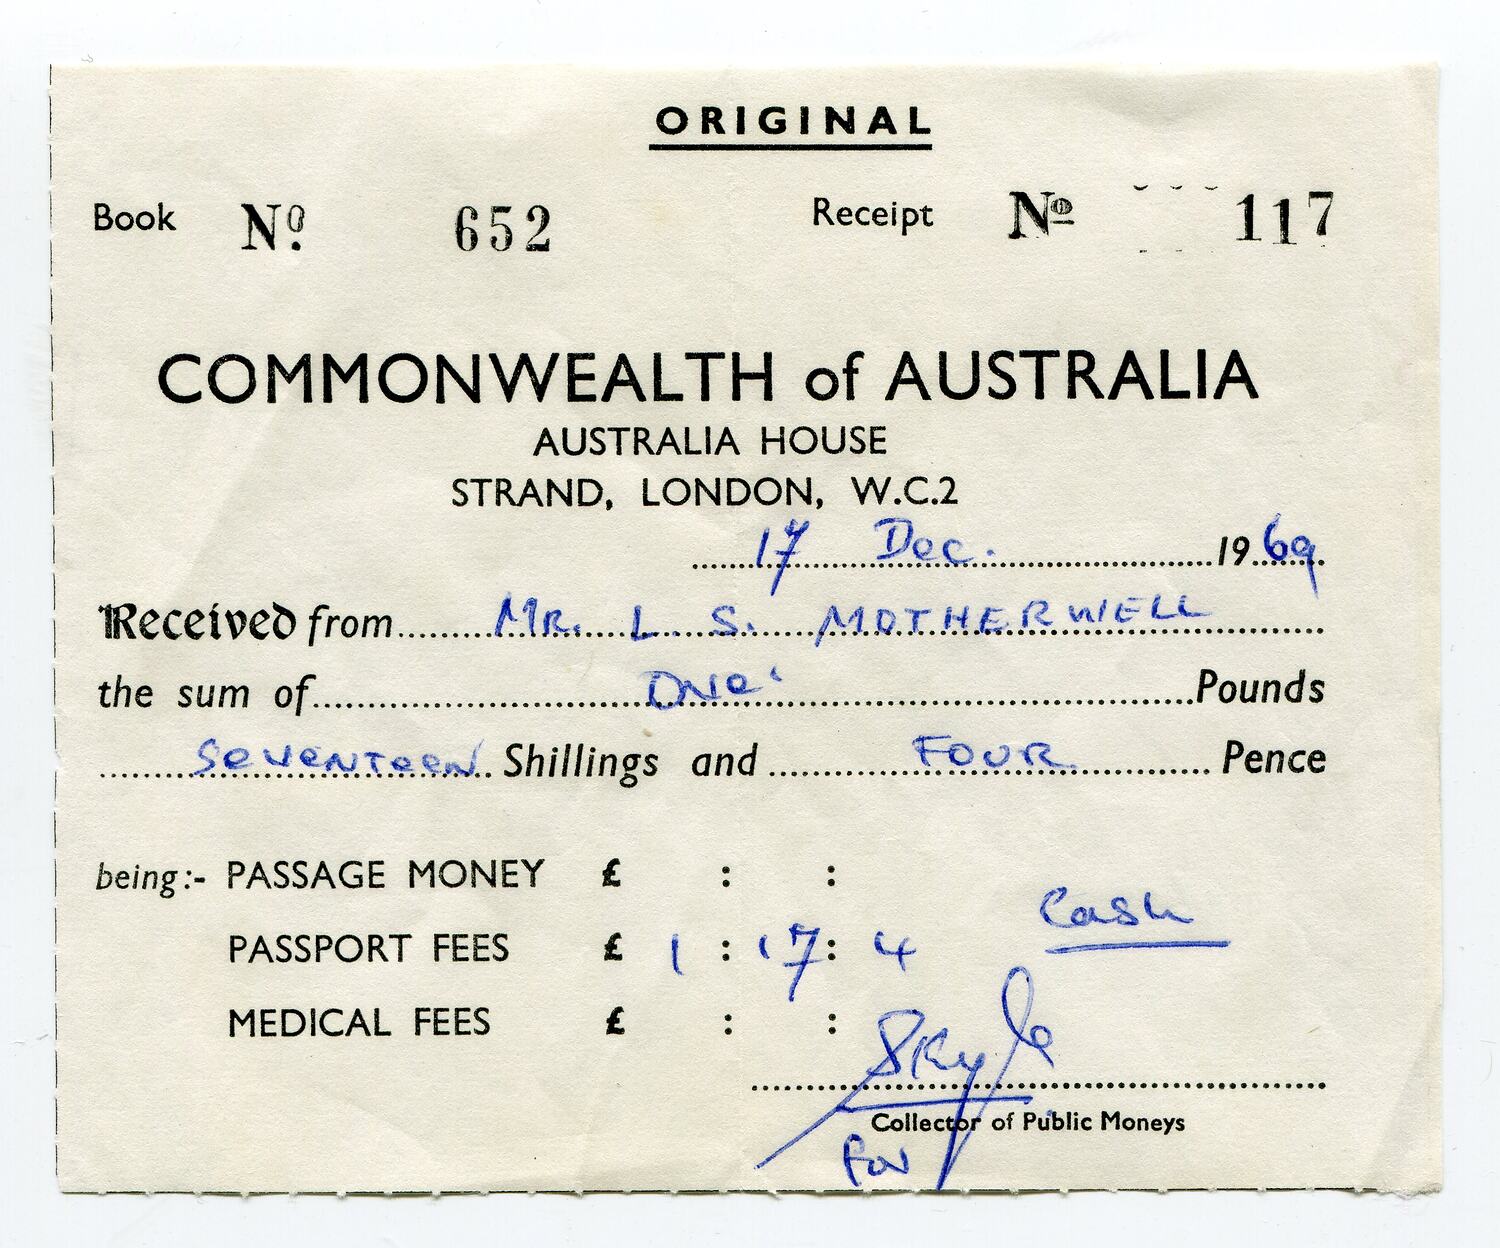 ORIGINAL
Book Nº. 652 Receipt Nº 117
COMMONWEALTH of AUSTRALIA
AUSTRALIA HOUSE
STRAND, LONDON, W.C.2
17 Dec. 1969
Received from MR. L S. MOTHERWELL
the sum of One Pounds
Seventeen Shillings and FOUR Pence
being:- PASSAGE MONEY £ : :
Cash
PASSPORT FEES £ 1 : 17 : 4
MEDICAL FEES £ : :
SKyle
Collector of Public Moneys
for